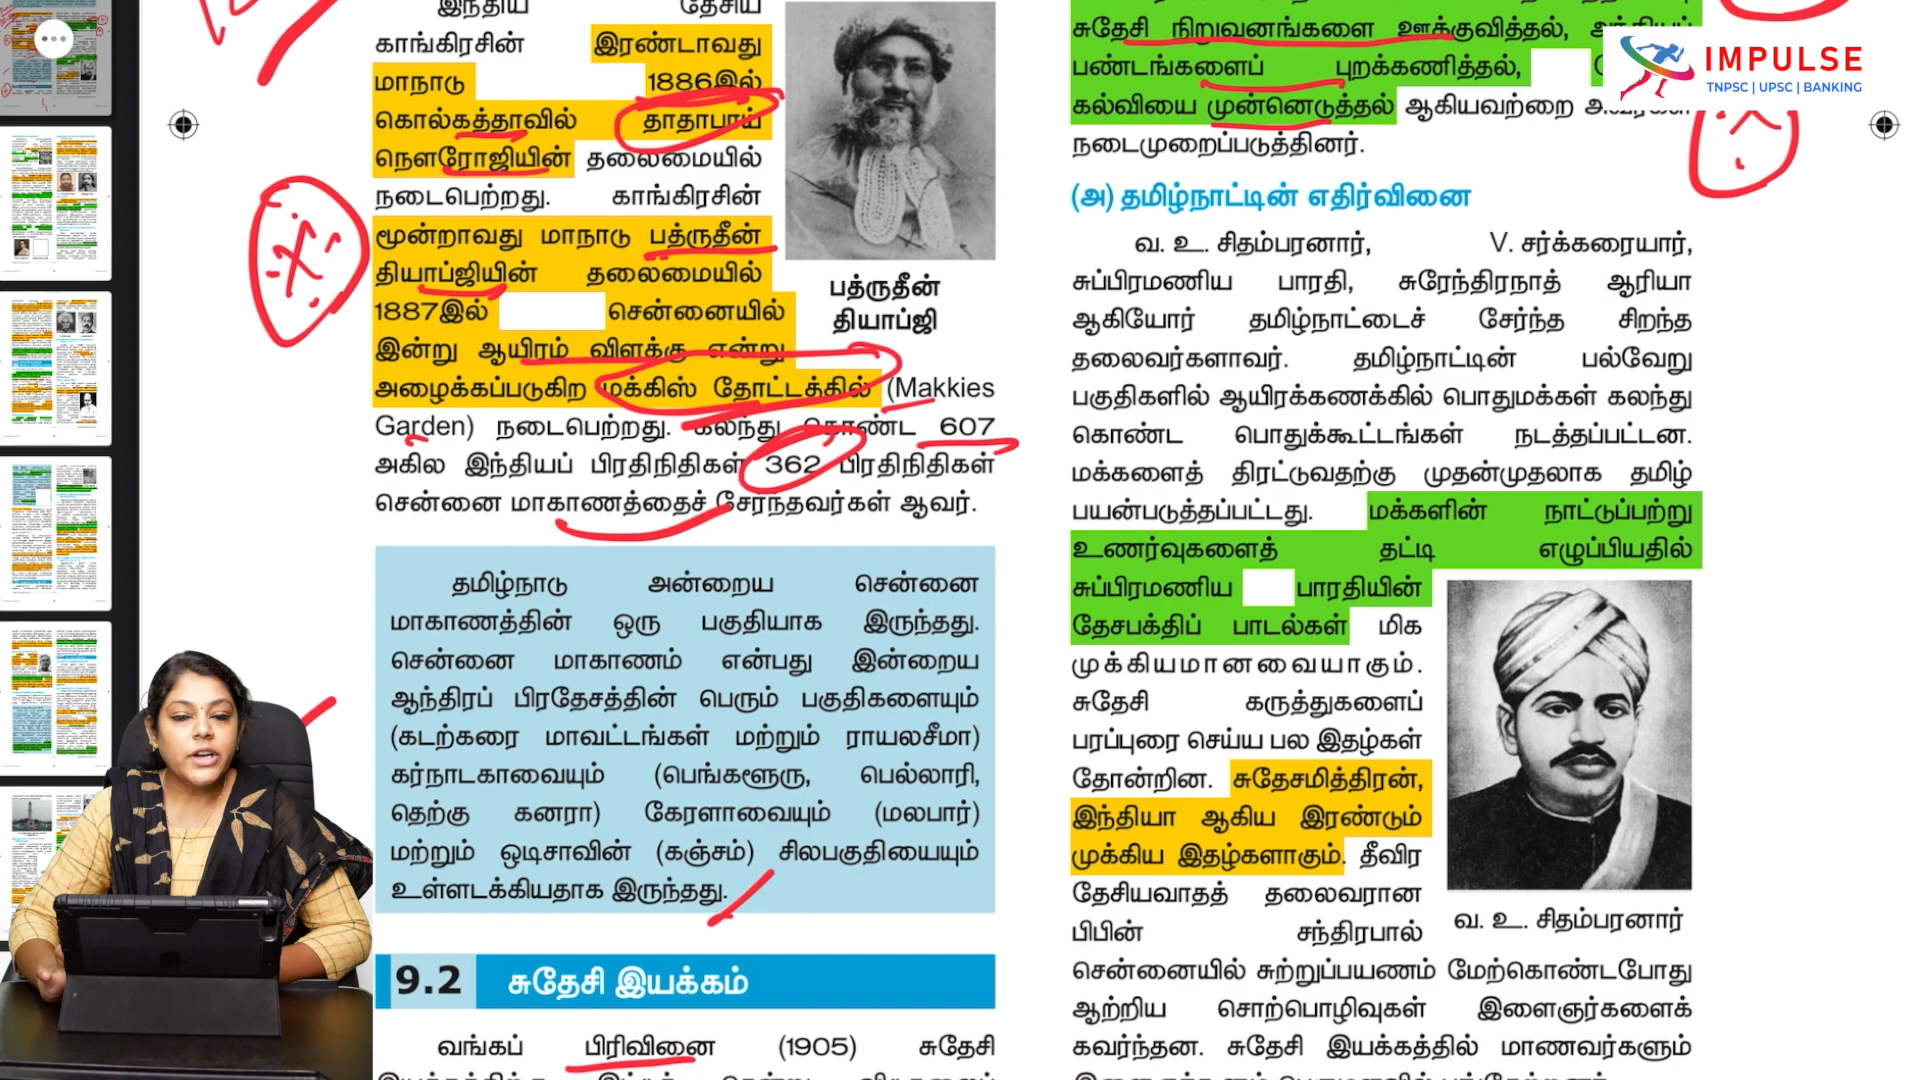 இந்திய தேசிய
காங்கிரசின் இரண்டாவது
மாநாடு 1886இல்
கொல்கத்தாவில் தாதாபாய்
நௌரோஜியின் தலைமையில்
நடைபெற்றது. காங்கிரசின்
மூன்றாவது மாநாடு பத்ருதீன்
தியாப்ஜியின் தலைமையில்
1887இல் சென்னையில்
இன்று ஆயிரம் விளக்கு என்று
அழைக்கப்படுகிற மக்கிஸ் தோட்டத்தில் (Makkies
Garden) நடைபெற்றது. கலந்து கொண்ட 607
அகில இந்தியப் பிரதிநிதிகள் 362 பிரதிநிதிகள்
சென்னை மாகாணத்தைச் சேர்ந்தவர்கள் ஆவர்.
பத்ருதீன்
தியாப்ஜி
தமிழ்நாடு அன்றைய சென்னை
மாகாணத்தின் ஒரு பகுதியாக இருந்தது.
சென்னை மாகாணம் என்பது இன்றைய
ஆந்திரப் பிரதேசத்தின் பெரும் பகுதிகளையும்
(கடற்கரை மாவட்டங்கள் மற்றும் ராயலசீமா)
கர்நாடகாவையும் (பெங்களூரு, பெல்லாரி,
தெற்கு கனரா) கேரளாவையும் (மலபார்)
மற்றும் ஒடிசாவின் (கஞ்சம்) சிலபகுதியையும்
உள்ளடக்கியதாக இருந்தது.
9.2 சுதேசி இயக்கம்
வங்கப் பிரிவினை (1905) சுதேசி
சுதேசி நிறுவனங்களை ஊக்குவித்தல், அந்நியப்
பண்டங்களைப் புறக்கணித்தல்,
கல்வியை முன்னெடுத்தல் ஆகியவற்றை அவர்கள்
நடைமுறைப்படுத்தினர்.
(அ) தமிழ்நாட்டின் எதிர்வினை
வ. உ. சிதம்பரனார், V. சர்க்கரையார்,
சுப்பிரமணிய பாரதி, சுரேந்திரநாத் ஆரியா
ஆகியோர் தமிழ்நாட்டைச் சேர்ந்த சிறந்த
தலைவர்களாவர். தமிழ்நாட்டின் பல்வேறு
பகுதிகளில் ஆயிரக்கணக்கில் பொதுமக்கள் கலந்து
கொண்ட பொதுக்கூட்டங்கள் நடத்தப்பட்டன.
மக்களைத் திரட்டுவதற்கு முதன்முதலாக தமிழ்
பயன்படுத்தப்பட்டது. மக்களின் நாட்டுப்பற்று
உணர்வுகளைத் தட்டி எழுப்பியதில்
சுப்பிரமணிய பாரதியின்
தேசபக்திப் பாடல்கள் மிக
முக்கியமானவையாகும்.
சுதேசி கருத்துகளைப்
பரப்புரை செய்ய பல இதழ்கள்
தோன்றின. சுதேசமித்திரன்,
இந்தியா ஆகிய இரண்டும்
முக்கிய இதழ்களாகும். தீவிர
தேசியவாதத் தலைவரான
பிபின் சந்திரபால்
சென்னையில் சுற்றுப்பயணம் மேற்கொண்டபோது
ஆற்றிய சொற்பொழிவுகள் இளைஞர்களைக்
கவர்ந்தன. சுதேசி இயக்கத்தில் மாணவர்களும்
வ. உ. சிதம்பரனார்
IMPULSE
TNPSC | UPSC | BANKING